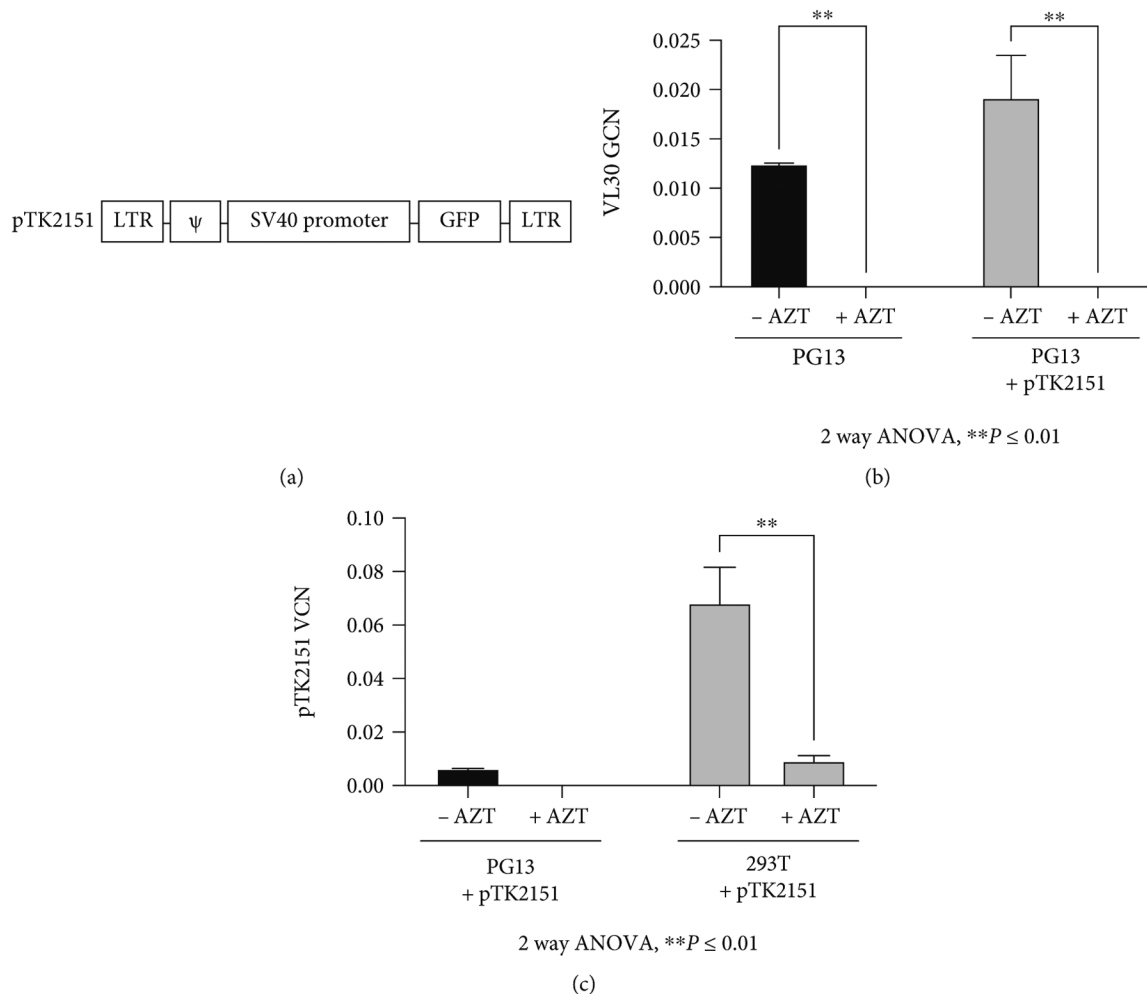 pTK2151 LTR ψ SV40 promoter GFP LTR
(a)
** **
VL30 GCN
0.025
0.020
0.015
0.010
0.005
0.000
– AZT + AZT – AZT + AZT
PG13 PG13
+ pTK2151
2 way ANOVA, **P ≤ 0.01
(b)
**
pTK2151 VCN
0.10
0.08
0.06
0.04
0.02
0.00
– AZT + AZT – AZT + AZT
PG13 293T
+ pTK2151 + pTK2151
2 way ANOVA, **P ≤ 0.01
(c)